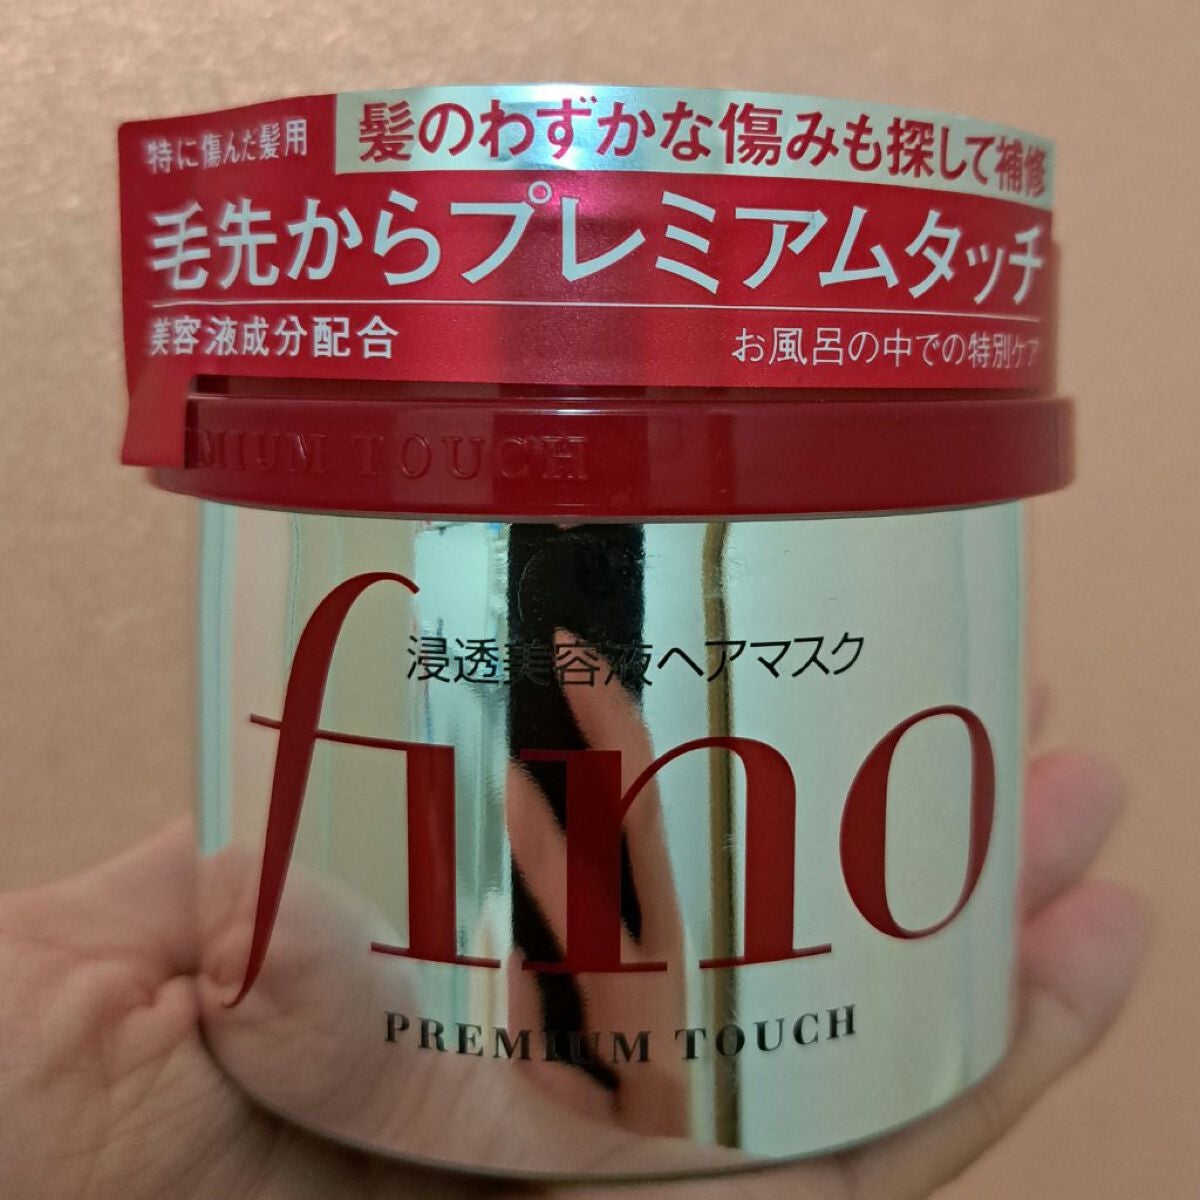 特に傷んだ髪用
髪のわずかな傷みも探して補修
毛先からプレミアムタッチ
美容液成分配合
お風呂の中での特別ケア
PREMIUM TOUCH
浸透美容液ヘアマスク
fino
PREMIUM TOUCH